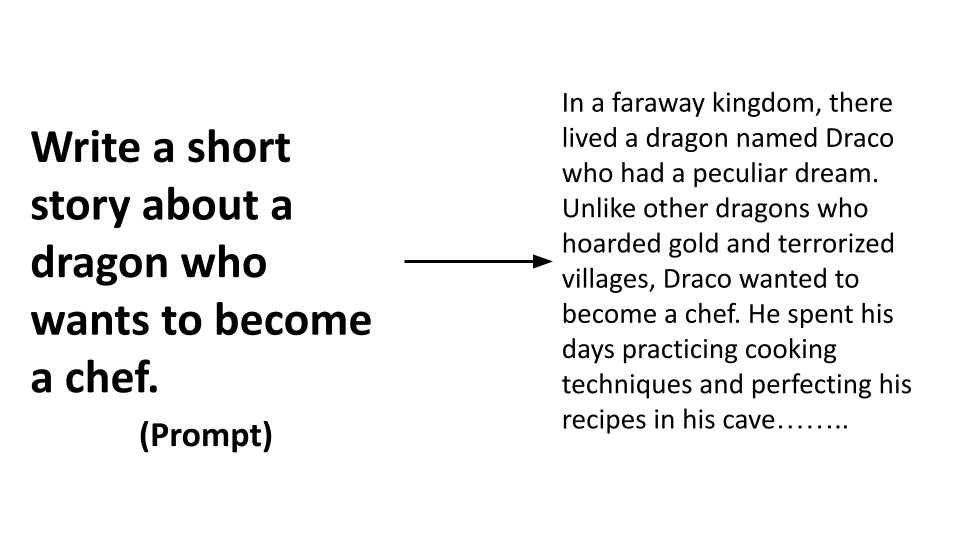 Write a short
story about a
dragon who
wants to become
a chef.
(Prompt)
In a faraway kingdom, there
lived a dragon named Draco
who had a peculiar dream.
Unlike other dragons who
hoarded gold and terrorized
villages, Draco wanted to
become a chef. He spent his
days practicing cooking
techniques and perfecting his
recipes in his cave……..